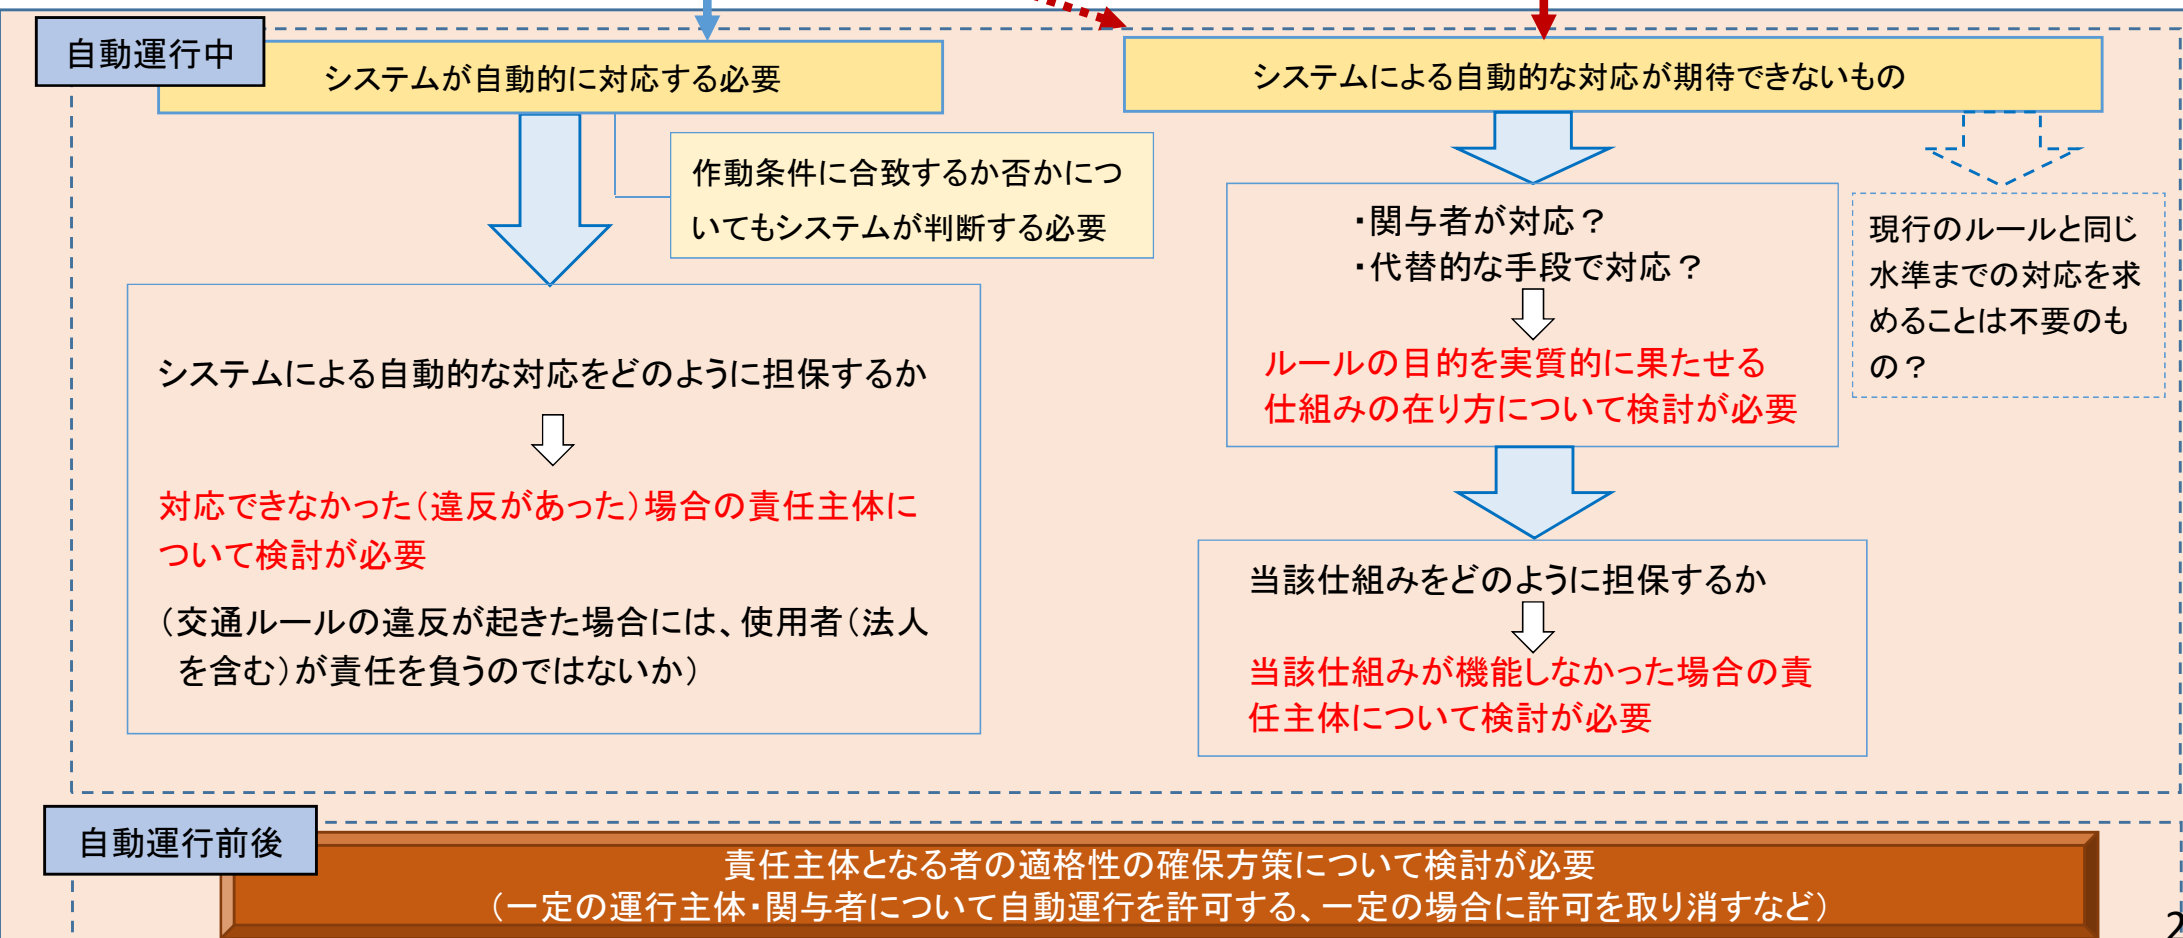 自動運行中
システムが自動的に対応する必要
作動条件に合致するか否かにつ
いてもシステムが判断する必要
システムによる自動的な対応をどのように担保するか
対応できなかった（違反があった）場合の責任主体に
ついて検討が必要
（交通ルールの違反が起きた場合には、使用者（法人
を含む）が責任を負うのではないか）
システムによる自動的な対応が期待できないもの
・関与者が対応？
・代替的な手段で対応？
ルールの目的を実質的に果たせる
仕組みの在り方について検討が必要
現行のルールと同じ
水準までの対応を求
めることは不要のも
の？
当該仕組みをどのように担保するか
当該仕組みが機能しなかった場合の責
任主体について検討が必要
自動運行前後
責任主体となる者の適格性の確保方策について検討が必要
（一定の運行主体・関与者について自動運行を許可する、一定の場合に許可を取り消すなど）
2